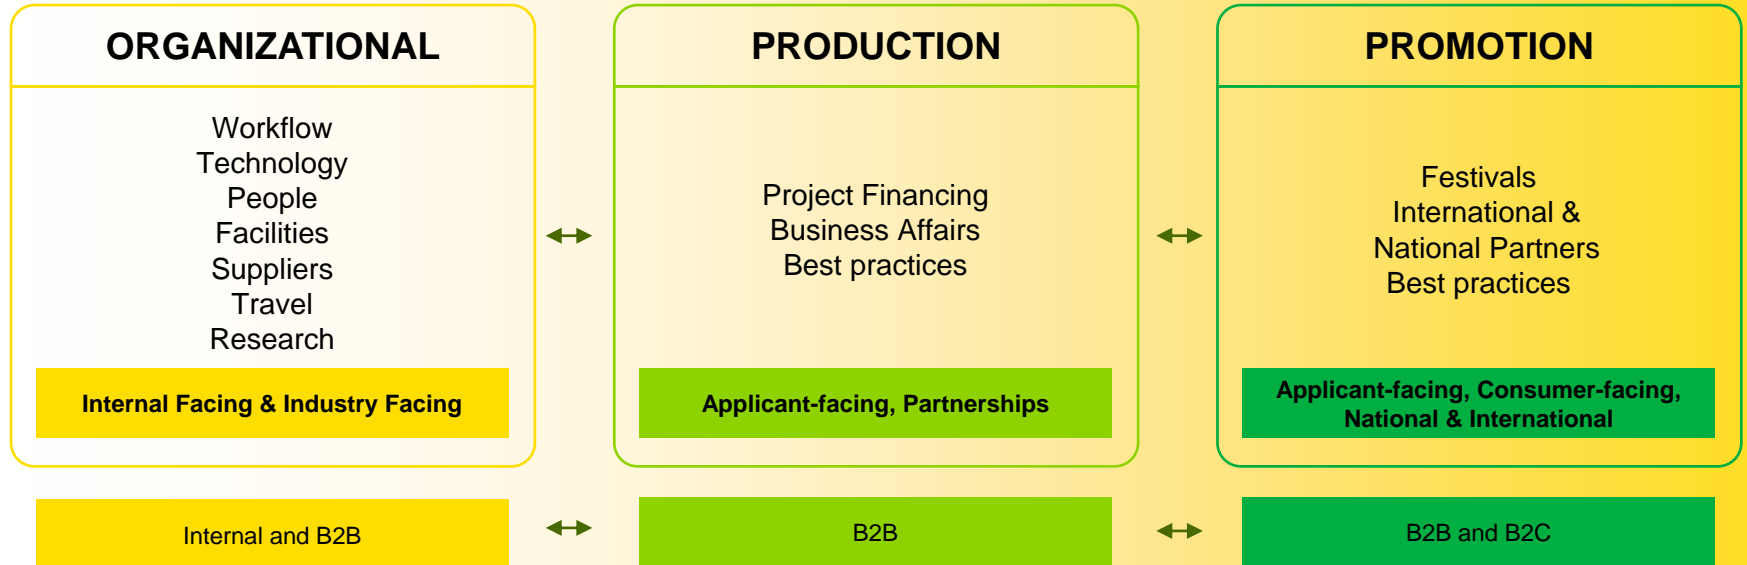 ORGANIZATIONAL
Workflow
Technology
People
Facilities
Suppliers
Travel
Research
Internal Facing & Industry Facing
Internal and B2B
PRODUCTION
Project Financing
Business Affairs
Best practices
Applicant-facing, Partnerships
B2B
PROMOTION
Festivals
International &
National Partners
Best practices
Applicant-facing, Consumer-facing,
National & International
B2B and B2C